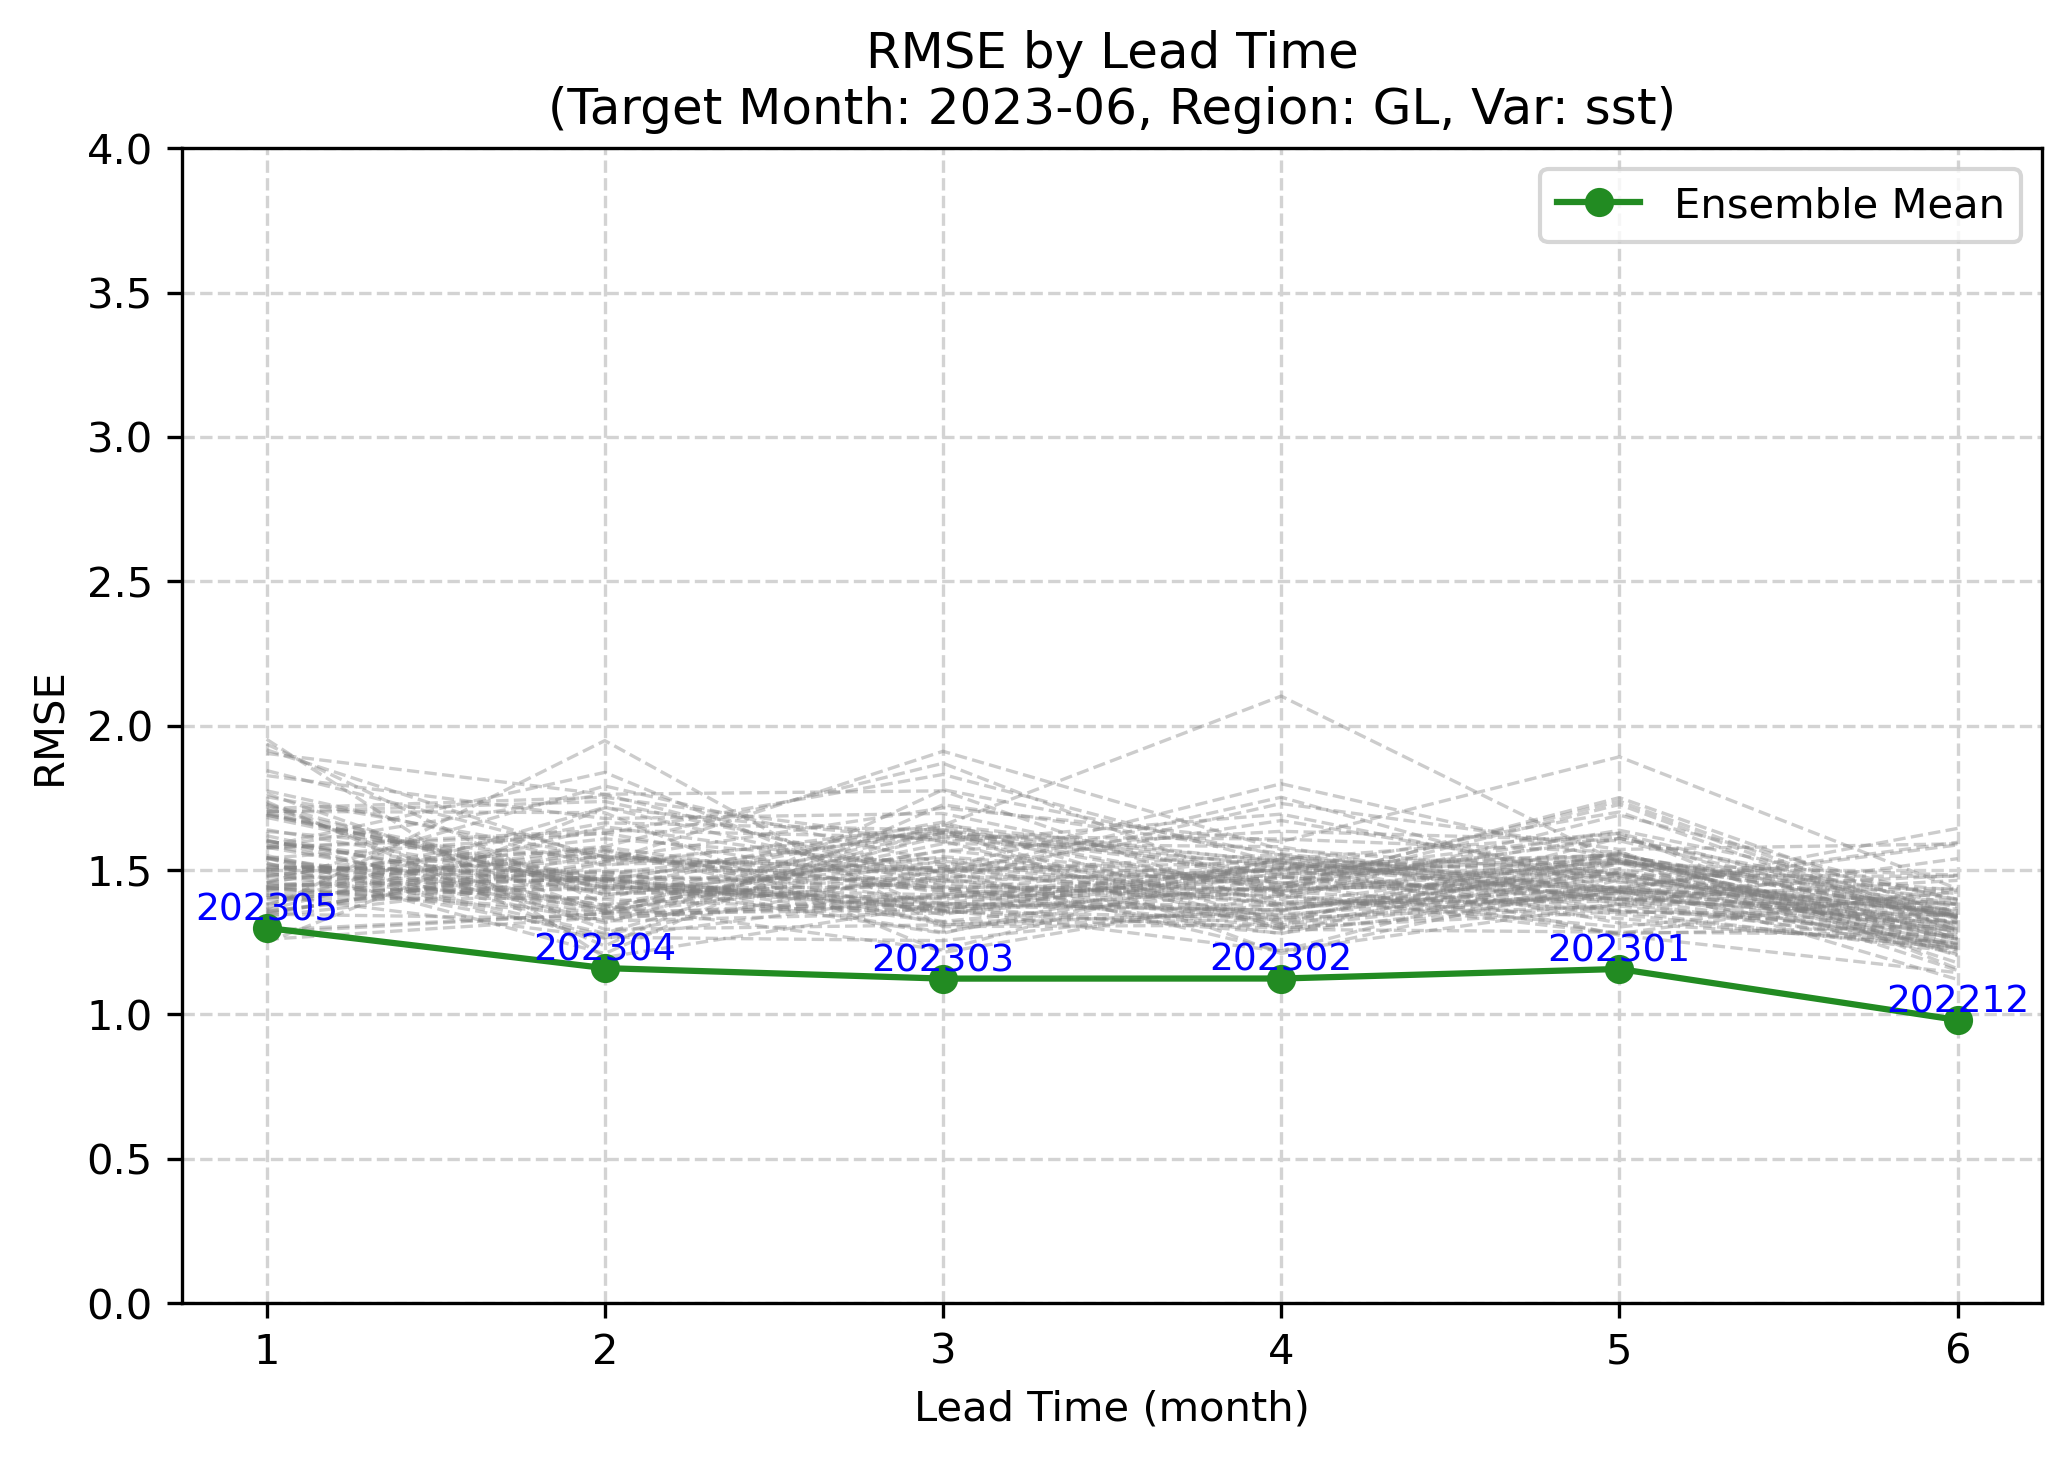 RMSE by Lead Time
(Target Month: 2023-06, Region: GL, Var: sst)
Ensemble Mean
RMSE
4.0
3.5
3.0
2.5
2.0
1.5
1.0
0.5
0.0
202305
202304
202303
202302
202301
202212
1 2 3 4 5 6
Lead Time (month)